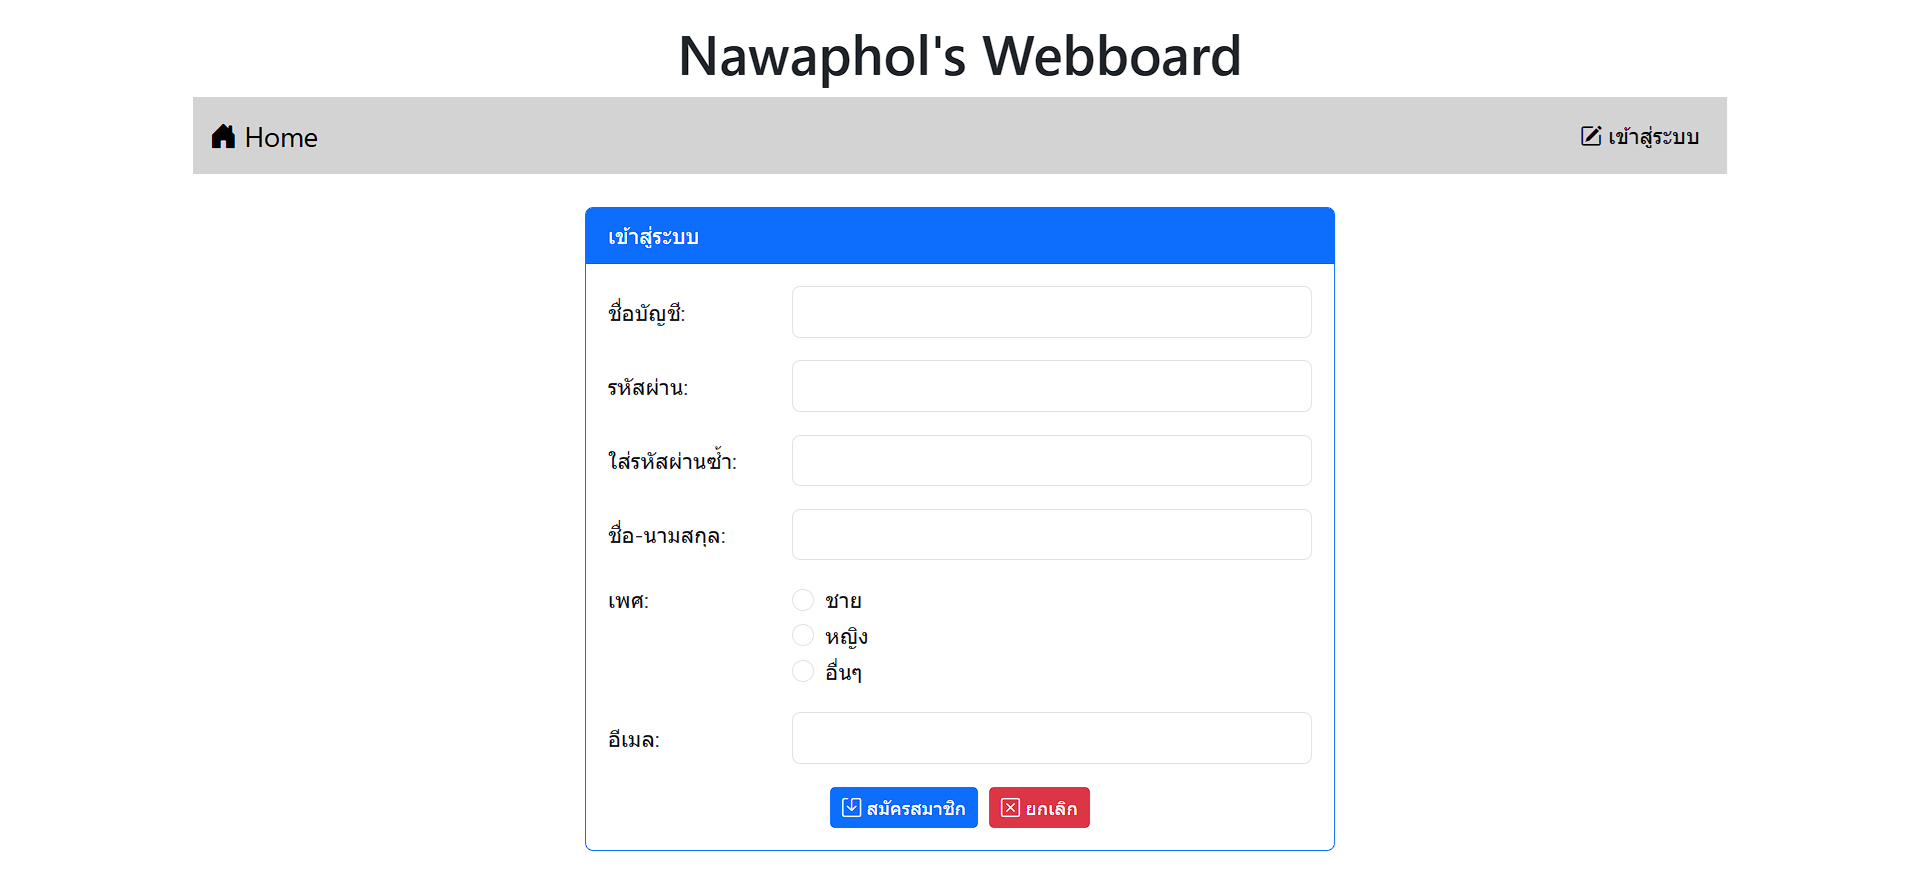 Nawaphol's Webboard
Home
เข้าสู่ระบบ
เข้าสู่ระบบ
ชื่อบัญชี:
รหัสผ่าน:
ใส่รหัสผ่านซ้ำ:
ชื่อ-นามสกุล:
เพศ:
ชาย
หญิง
อื่นๆ
อีเมล:
สมัครสมาชิก
ยกเลิก